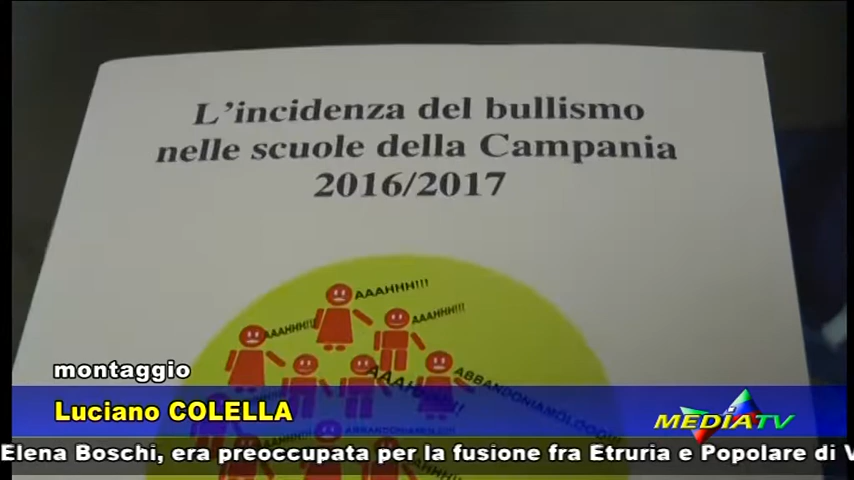 L'incidenza del bullismo
nelle scuole della Campania
2016/2017
AAAHHH!!!
AAAHHH!!!
AAAHHH!!!
AAAHHH!!!
ABBANDONIAMOLOOO!!!
montaggio
Luciano COLELLA
MEDIATV
Elena Boschi, era preoccupata per la fusione fra Etruria e Popolare di V